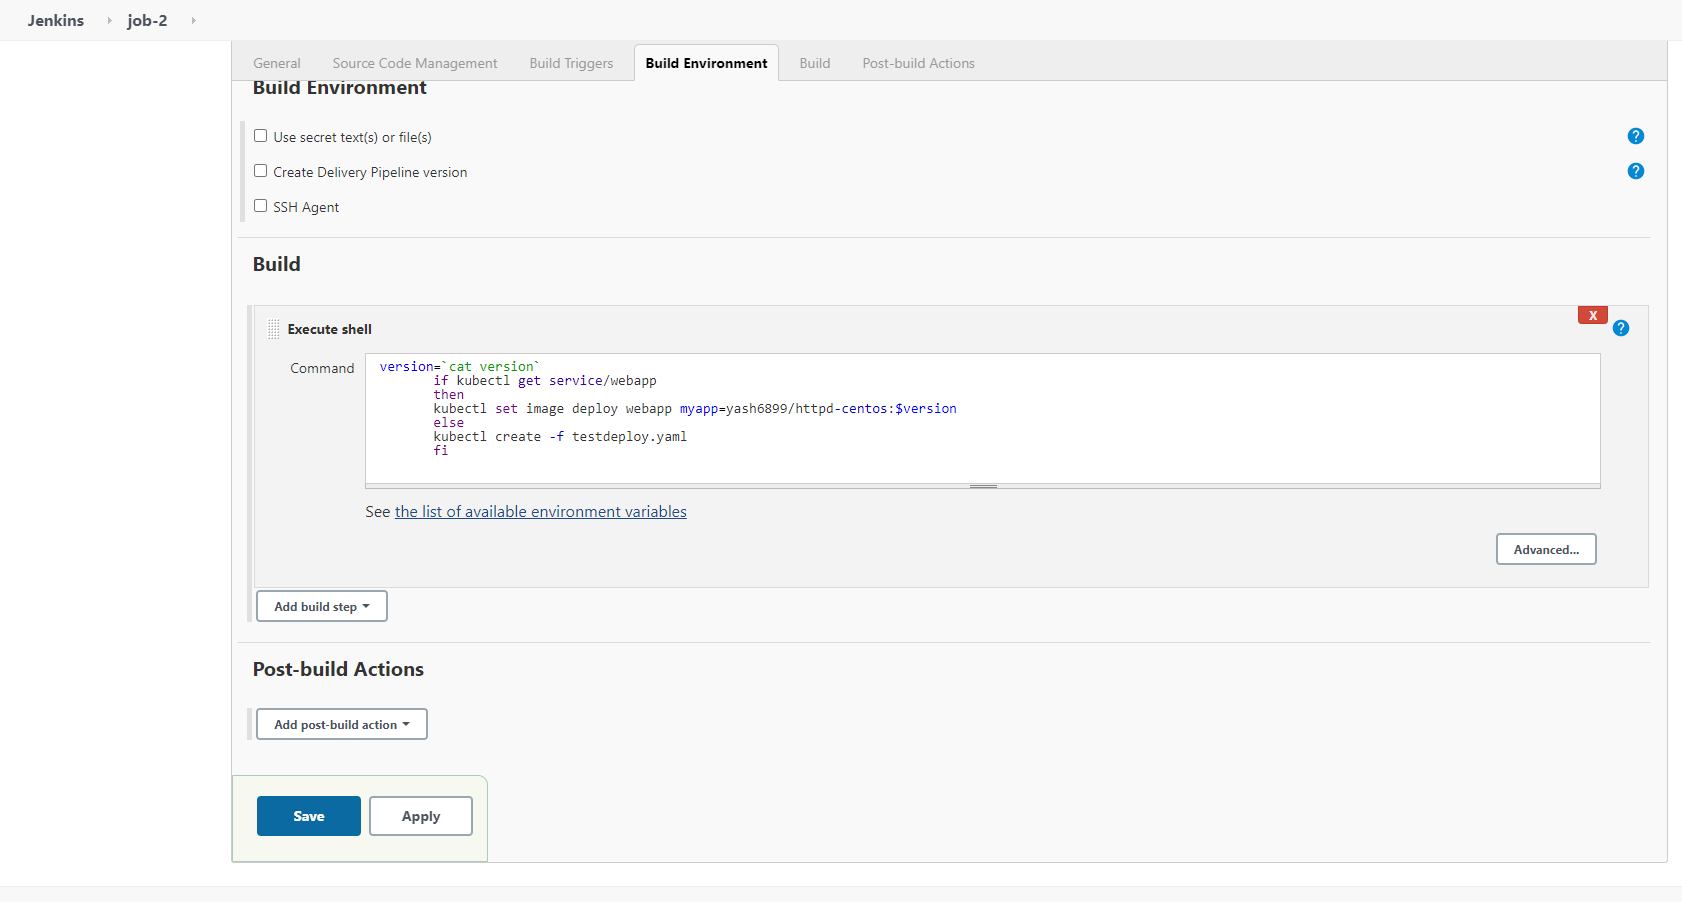 Jenkins job-2
General Source Code Management Build Triggers Build Environment Build Post-build Actions
Build Environment
Use secret text(s) or file(s) ?
Create Delivery Pipeline version ?
SSH Agent
Build
X
Execute shell ?
Command
version=`cat version`
if kubectl get service/webapp
then
kubectl set image deploy webapp myapp=yash6899/httpd-centos:$version
else
kubectl create -f testdeploy.yaml
fi
See the list of available environment variables
Advanced...
Add build step
Post-build Actions
Add post-build action
Save Apply